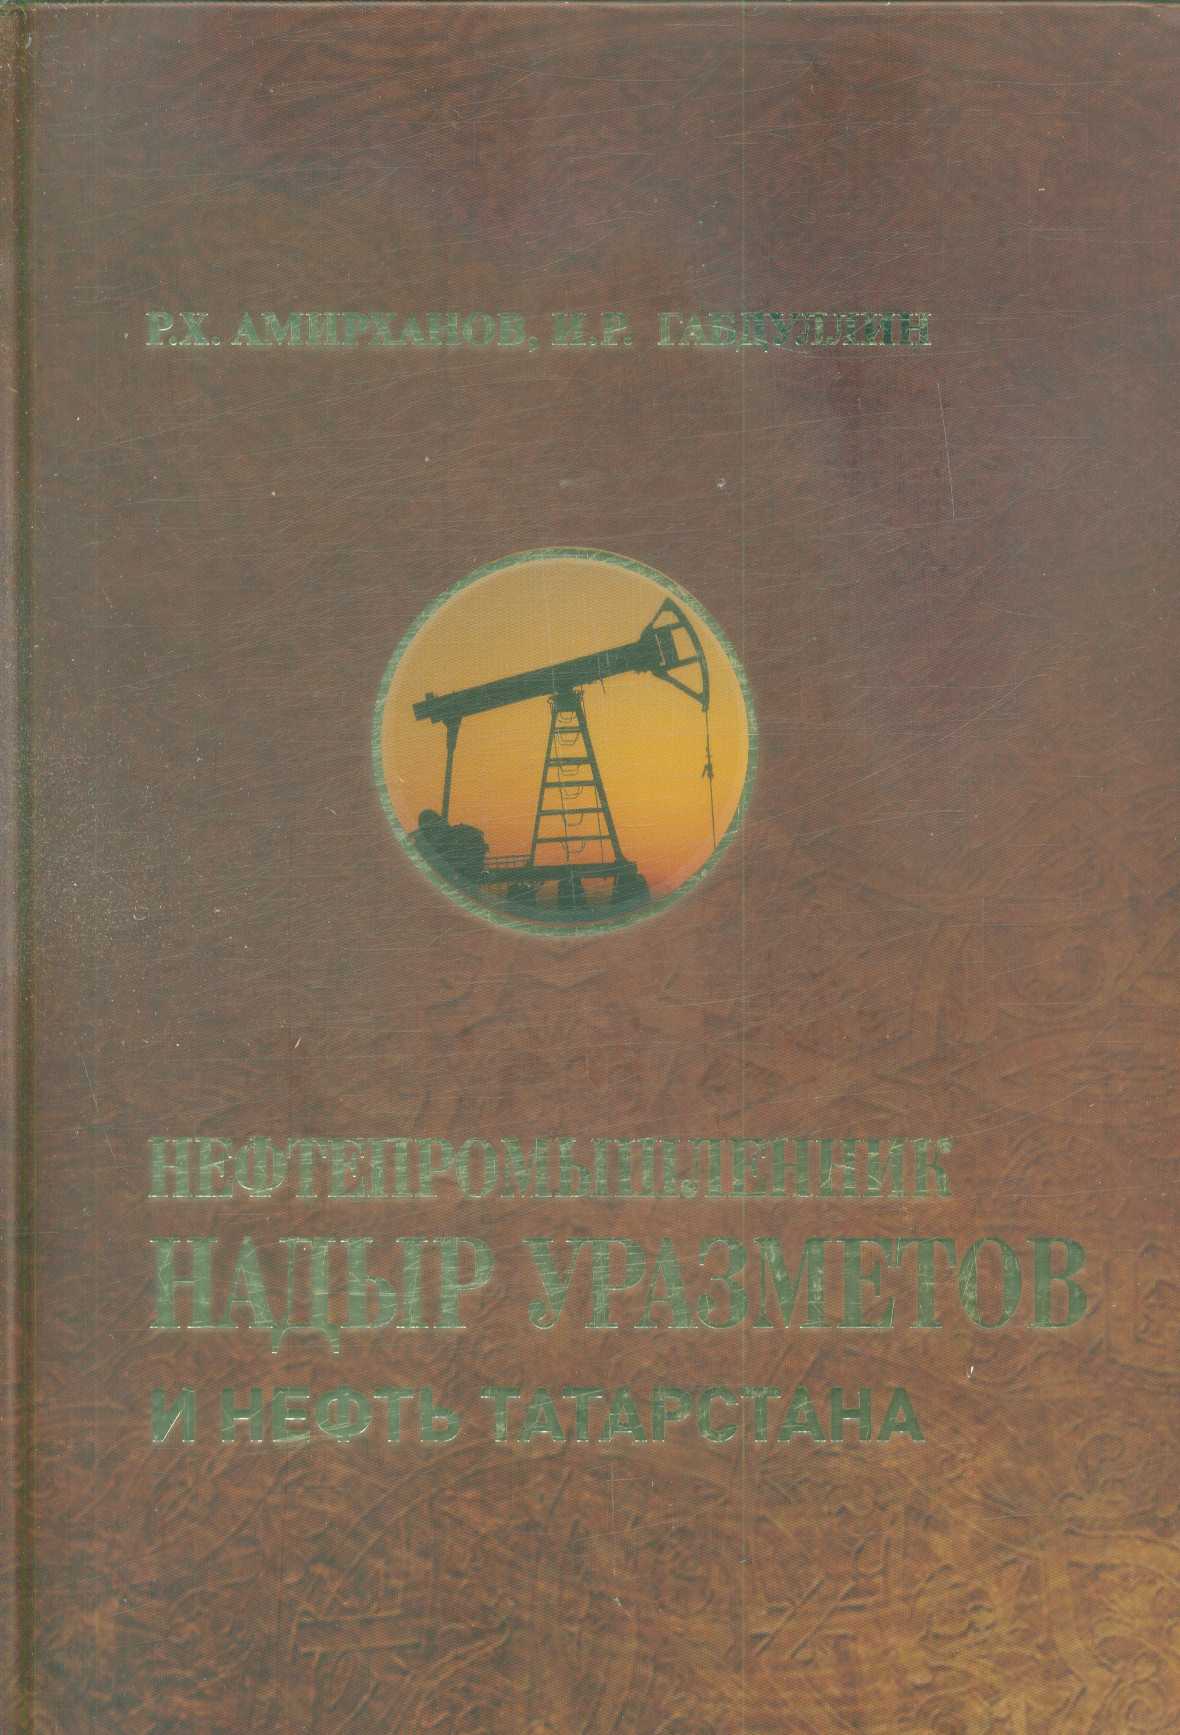 Р.Х. АМИРХАНОВ, И.Р. ГАБДУЛЛИН
НЕФТЕПРОМЫШЛЕННИК
НАДЫР УРАЗМЕТОВ
И НЕФТЬ ТАТАРСТАНА